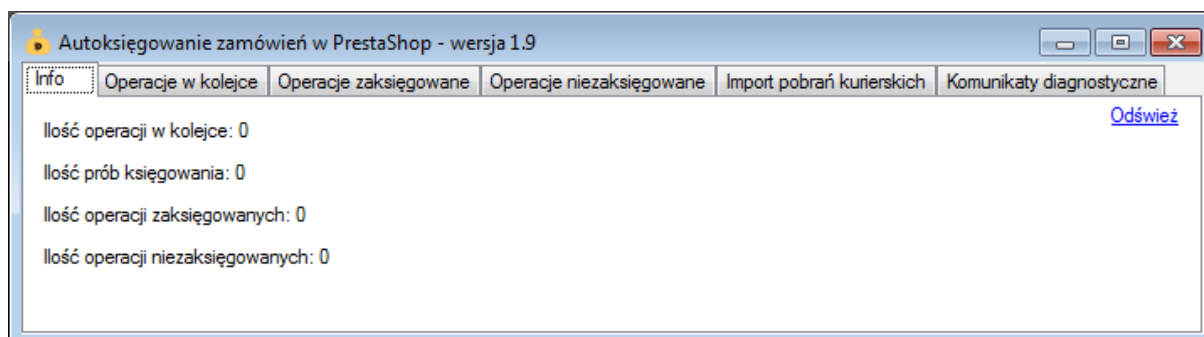 Autoksięgowanie zamówień w PrestaShop - wersja 1.9
Info Operacje w kolejce Operacje zaksięgowane Operacje niezaksięgowane Import pobrań kurierskich Komunikaty diagnostyczne
Odśwież
Ilość operacji w kolejce: 0
Ilość prób księgowania: 0
Ilość operacji zaksięgowanych: 0
Ilość operacji niezaksięgowanych: 0